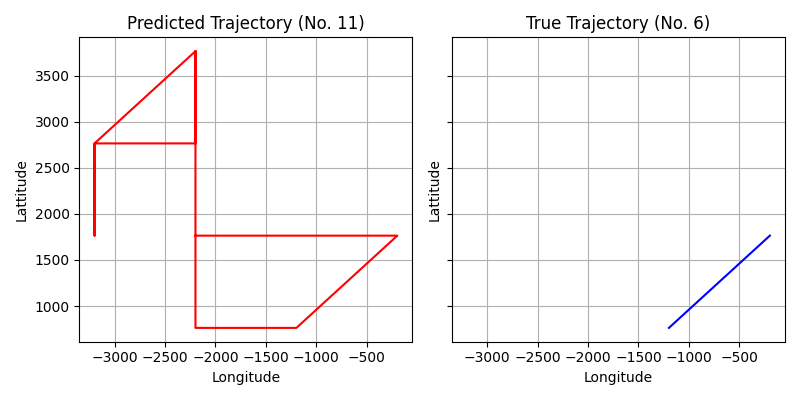 Predicted Trajectory (No. 11)
True Trajectory (No. 6)
Lattitude
3500
3000
2500
2000
1500
1000
−3000 −2500 −2000 −1500 −1000 −500
Longitude
Lattitude
−3000 −2500 −2000 −1500 −1000 −500
Longitude